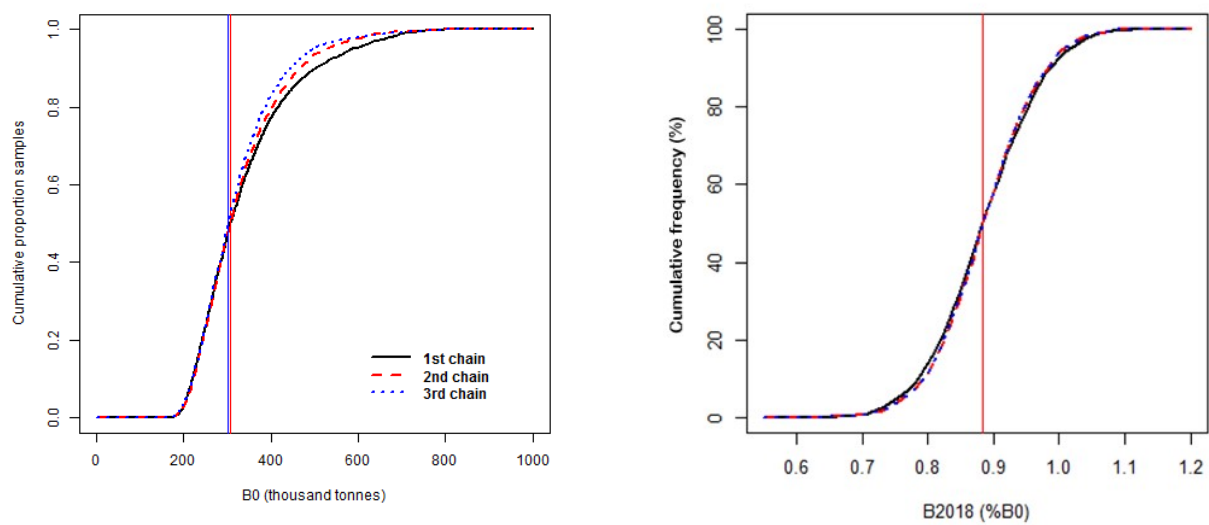 Cumulative proportion samples
1.0
0.8
0.6
0.4
0.2
0.0
1st chain
2nd chain
3rd chain
0 200 400 600 800 1000
B0 (thousand tonnes)
Cumulative frequency (%)
100
80
60
40
20
0
0.6 0.7 0.8 0.9 1.0 1.1 1.2
B2018 (%B0)